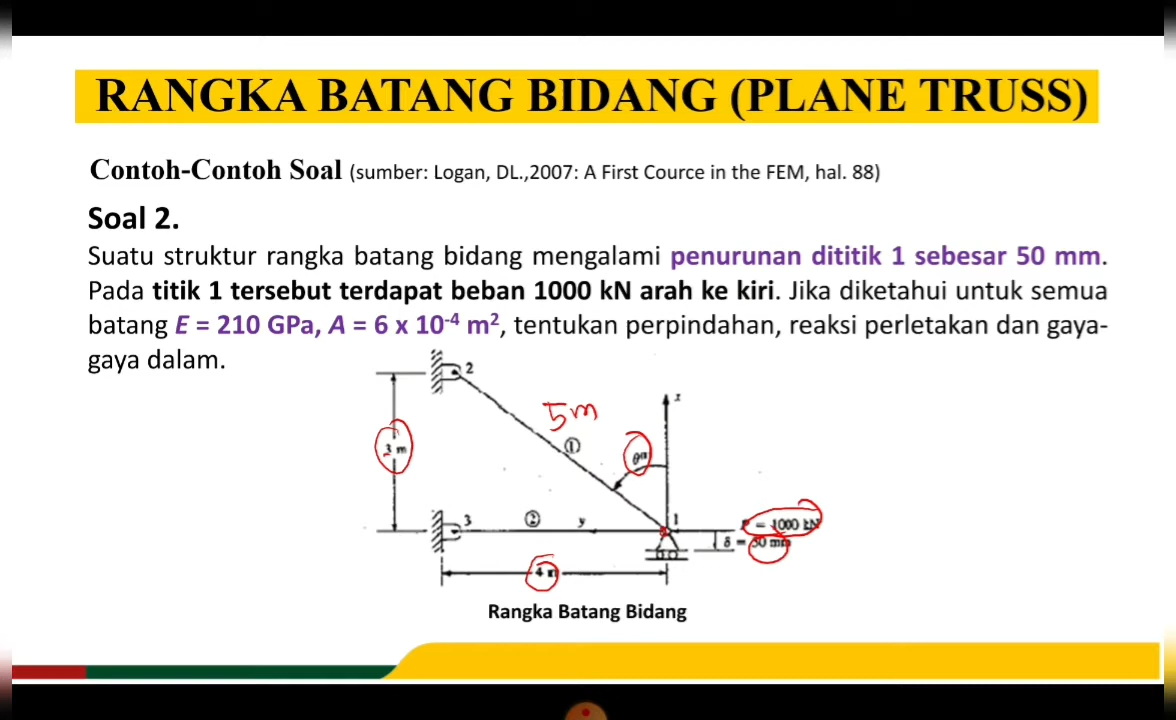 RANGKA BATANG BIDANG (PLANE TRUSS)
Contoh-Contoh Soal (sumber: Logan, DL.,2007: A First Cource in the FEM, hal. 88)
Soal 2.
Suatu struktur rangka batang bidang mengalami penurunan dititik 1 sebesar 50 mm.
Pada titik 1 tersebut terdapat beban 1000 kN arah ke kiri. Jika diketahui untuk semua
batang E = 210 GPa, A = 6 x 10⁻⁴ m², tentukan perpindahan, reaksi perletakan dan gaya-
gaya dalam.
2
x
5 m
①
3 m
3
②
y
1
P = 1000 kN
δ = 50 mm
4 m
Rangka Batang Bidang